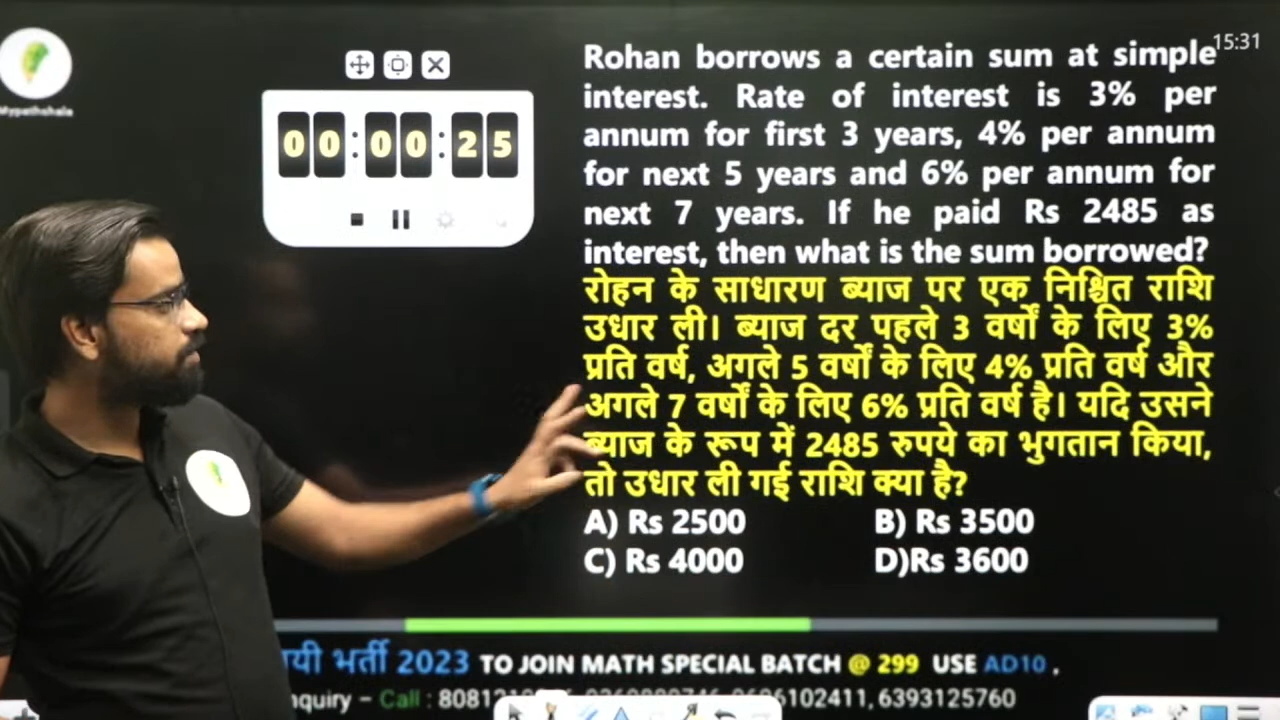 15:31
Mypathshala
00:00:25
Rohan borrows a certain sum at simple
interest. Rate of interest is 3% per
annum for first 3 years, 4% per annum
for next 5 years and 6% per annum for
next 7 years. If he paid Rs 2485 as
interest, then what is the sum borrowed?
रोहन के साधारण ब्याज पर एक निश्चित राशि
उधार ली। ब्याज दर पहले 3 वर्षों के लिए 3%
प्रति वर्ष, अगले 5 वर्षों के लिए 4% प्रति वर्ष और
अगले 7 वर्षों के लिए 6% प्रति वर्ष है। यदि उसने
ब्याज के रूप में 2485 रुपये का भुगतान किया,
तो उधार ली गई राशि क्या है?
A) Rs 2500 B) Rs 3500
C) Rs 4000 D)Rs 3600
भर्ती 2023 TO JOIN MATH SPECIAL BATCH @ 299 USE AD10 .
Call : 6393125760